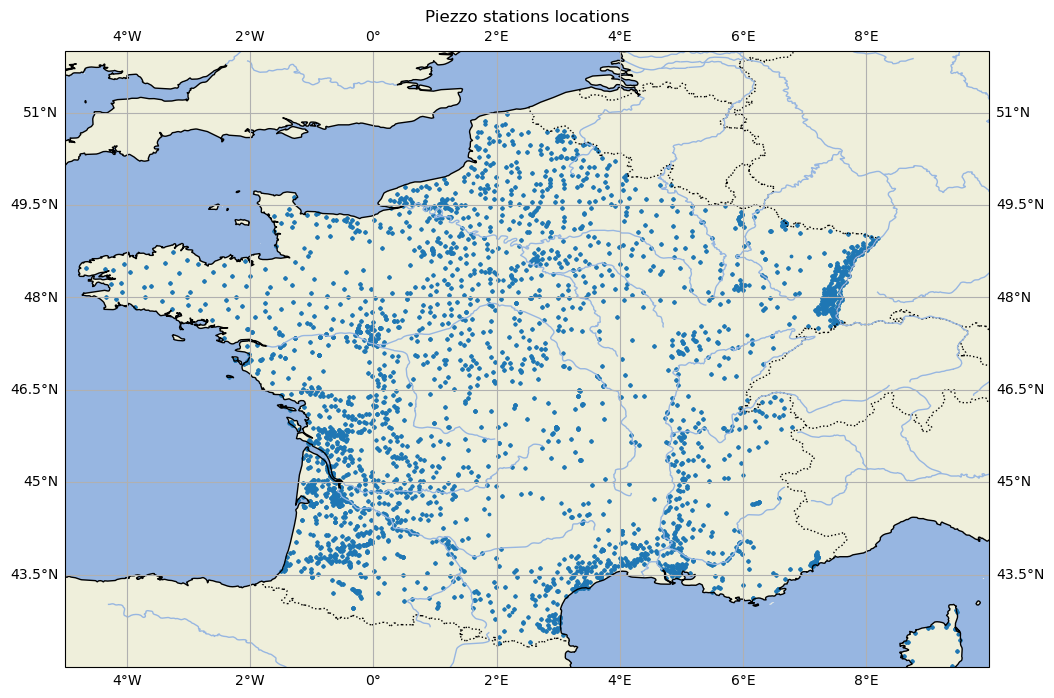 Piezzo stations locations
4°W 2°W 0° 2°E 4°E 6°E 8°E
51°N 51°N
49.5°N 49.5°N
48°N 48°N
46.5°N 46.5°N
45°N 45°N
43.5°N 43.5°N
4°W 2°W 0° 2°E 4°E 6°E 8°E